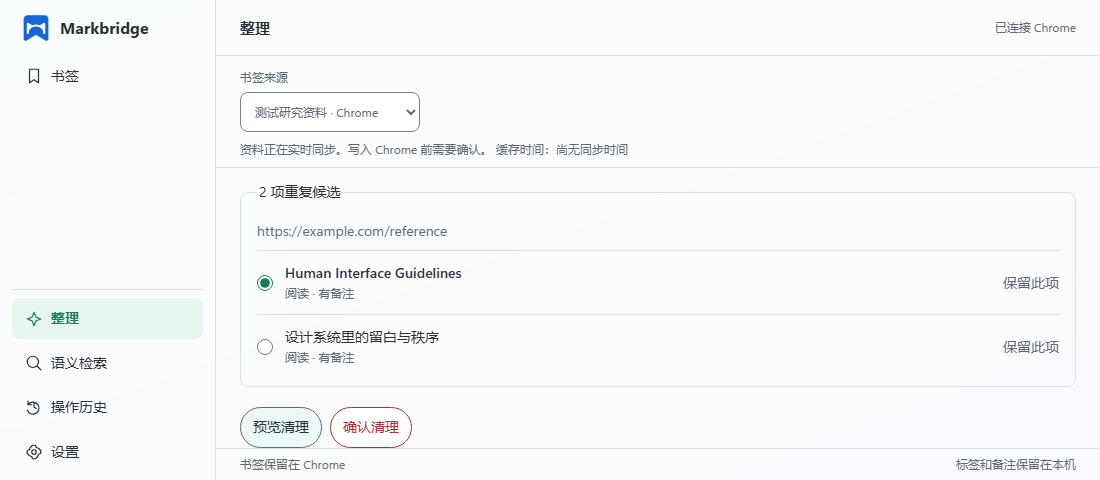 Markbridge
书签
整理
语义检索
操作历史
设置
整理
已连接 Chrome
书签来源
测试研究资料 · Chrome
资料正在实时同步。写入 Chrome 前需要确认。 缓存时间：尚无同步时间
2 项重复候选
https://example.com/reference
Human Interface Guidelines
阅读 · 有备注
保留此项
设计系统里的留白与秩序
阅读 · 有备注
保留此项
预览清理
确认清理
书签保留在 Chrome
标签和备注保留在本机